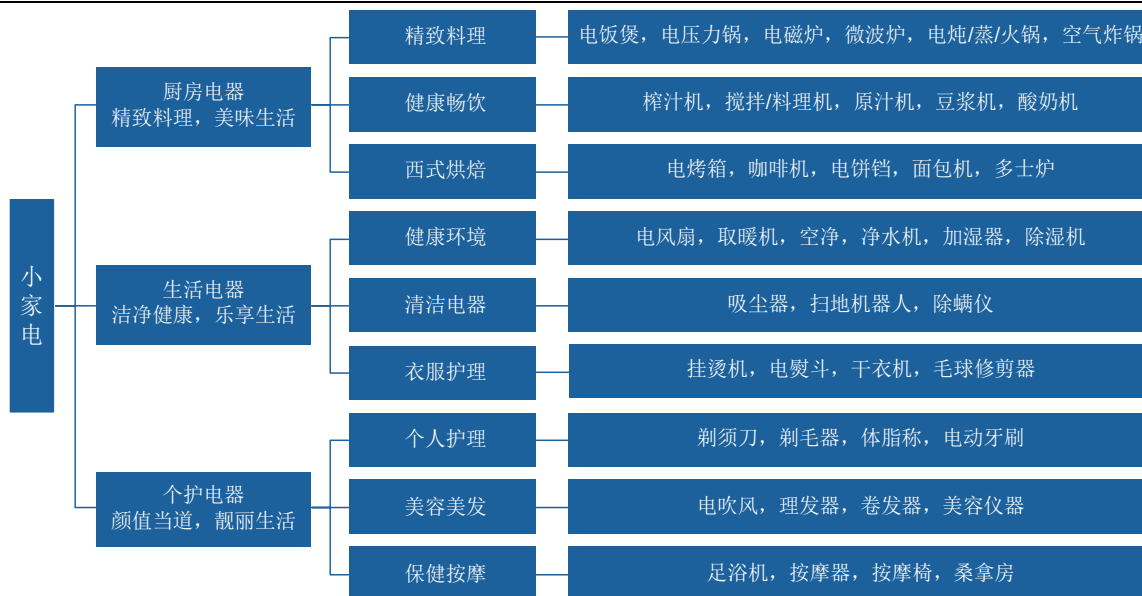 小家电
厨房电器
精致料理，美味生活
精致料理
电饭煲，电压力锅，电磁炉，微波炉，电炖/蒸/火锅，空气炸锅
健康畅饮
榨汁机，搅拌/料理机，原汁机，豆浆机，酸奶机
西式烘焙
电烤箱，咖啡机，电饼铛，面包机，多士炉
生活电器
洁净健康，乐享生活
健康环境
电风扇，取暖机，空净，净水机，加湿器，除湿机
清洁电器
吸尘器，扫地机器人，除螨仪
衣服护理
挂烫机，电熨斗，干衣机，毛球修剪器
个护电器
颜值当道，靓丽生活
个人护理
剃须刀，剃毛器，体脂称，电动牙刷
美容美发
电吹风，理发器，卷发器，美容仪器
保健按摩
足浴机，按摩器，按摩椅，桑拿房